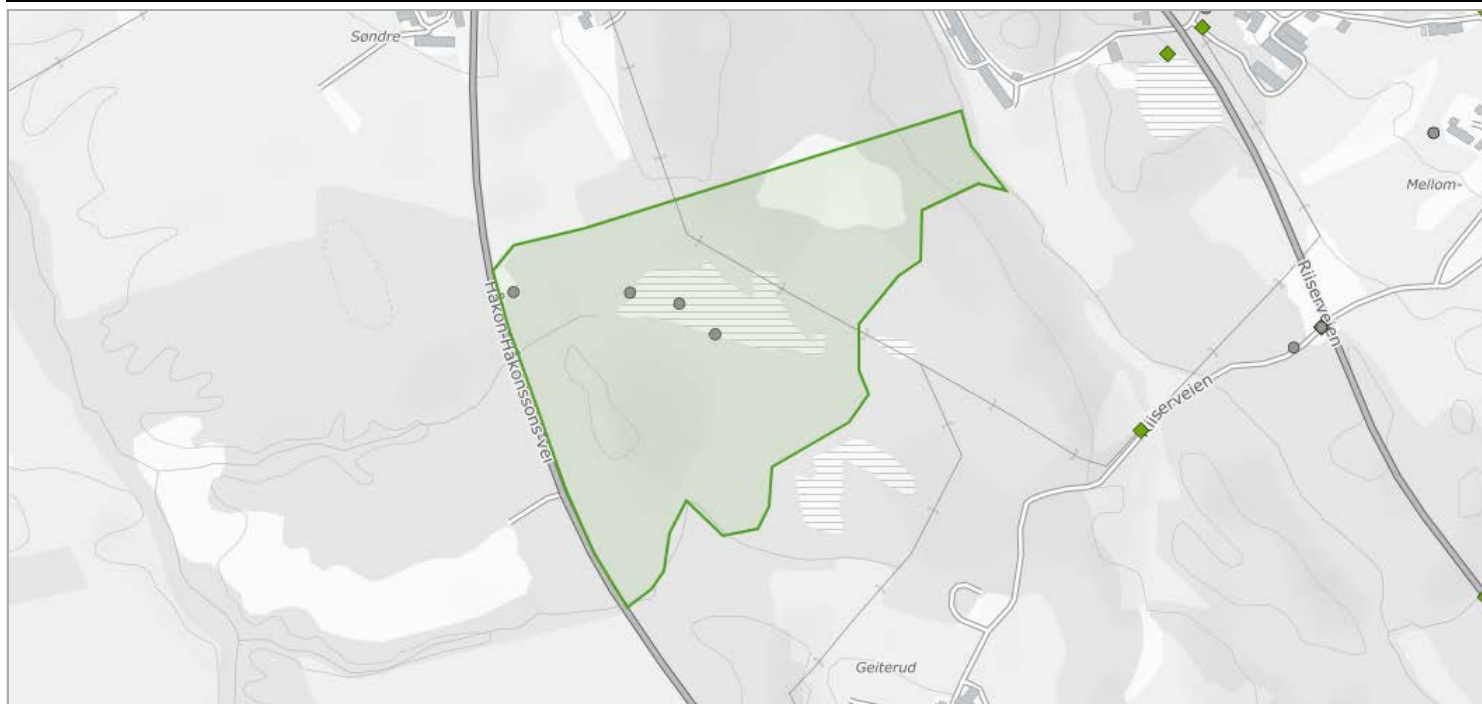 Søndre
Mellom-
Håkon-Håkonssons-vei
Riiserveien
Riiserveien
Geiterud